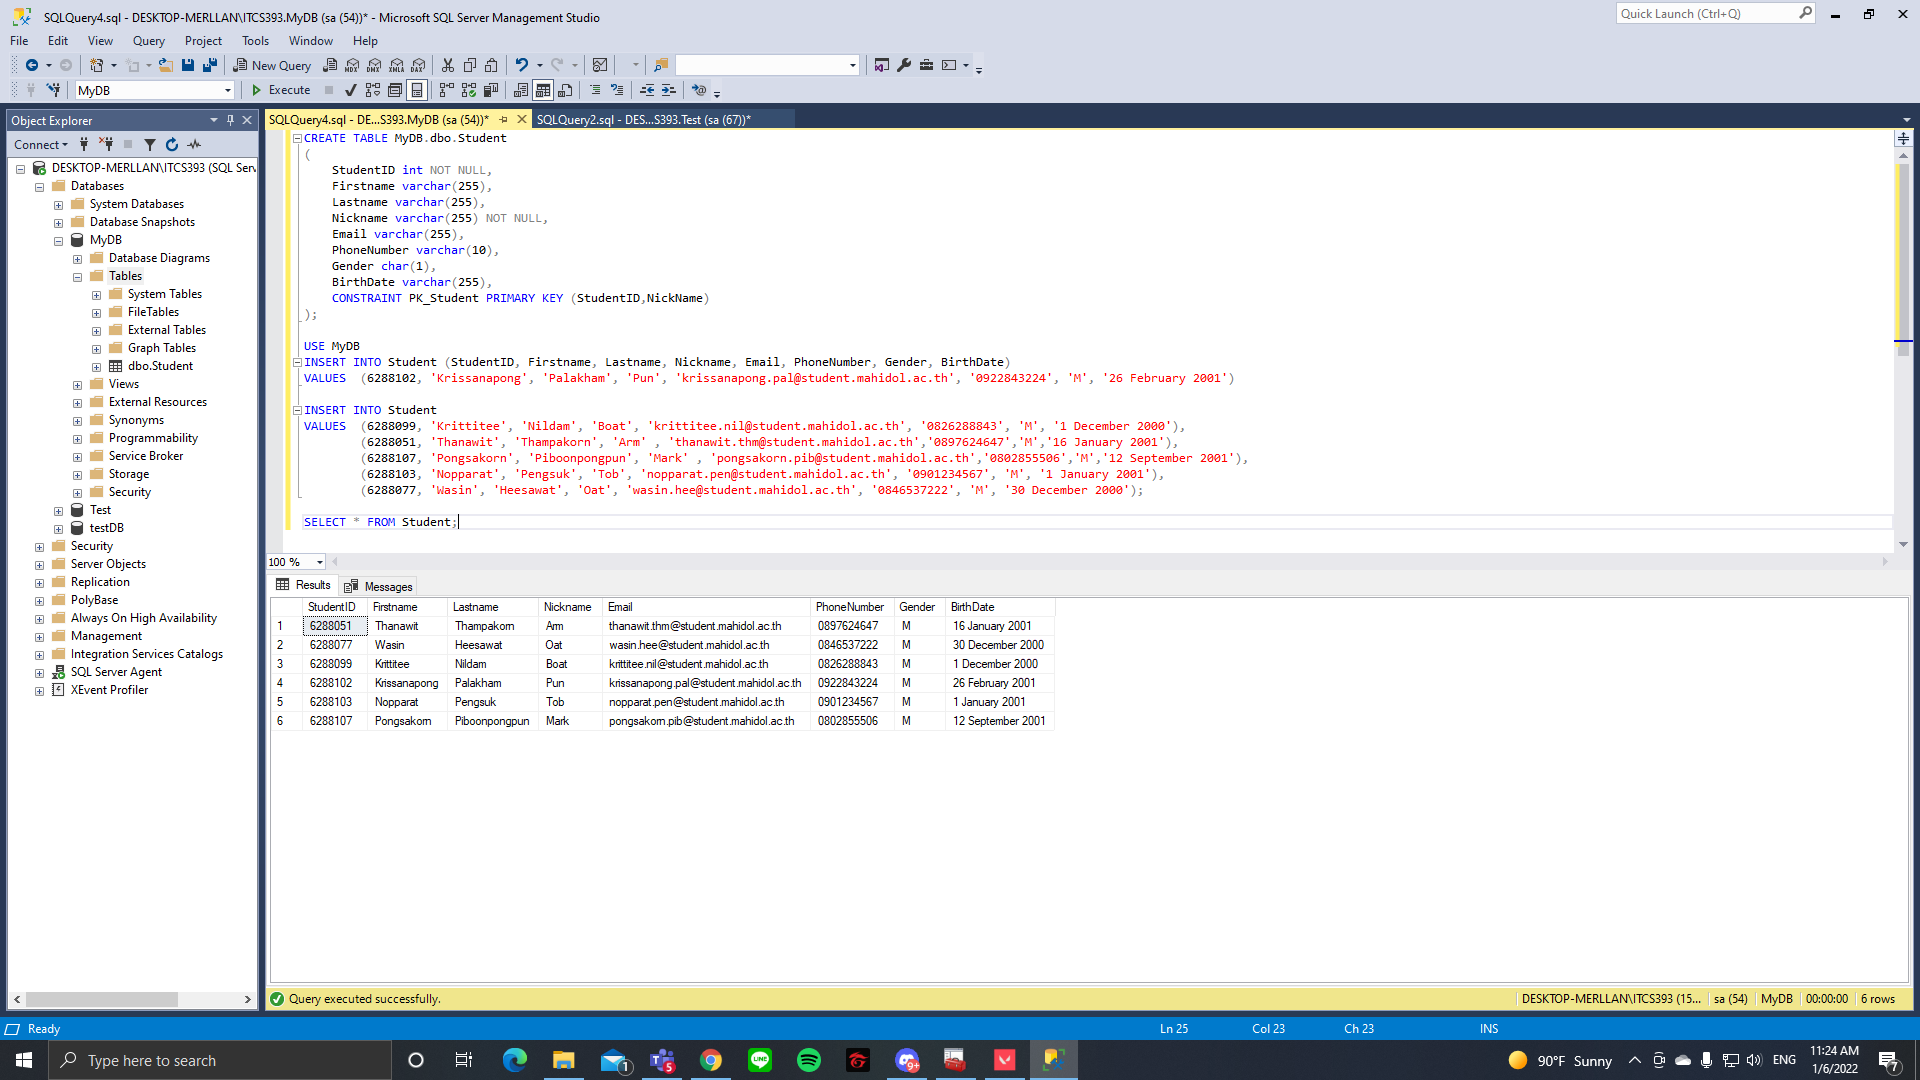 SQLQuery4.sql - DESKTOP-MERLLAN\ITCS393.MyDB (sa (54))* - Microsoft SQL Server Management Studio
Quick Launch (Ctrl+Q)
File Edit View Query Project Tools Window Help
New Query
MDX DMX XMLA DAX
MyDB
Execute
Object Explorer
Connect
DESKTOP-MERLLAN\ITCS393 (SQL Serv
Databases
System Databases
Database Snapshots
MyDB
Database Diagrams
Tables
System Tables
FileTables
External Tables
Graph Tables
dbo.Student
Views
External Resources
Synonyms
Programmability
Service Broker
Storage
Security
Test
testDB
Security
Server Objects
Replication
PolyBase
Always On High Availability
Management
Integration Services Catalogs
SQL Server Agent
XEvent Profiler
SQLQuery4.sql - DE...S393.MyDB (sa (54))*
SQLQuery2.sql - DES...S393.Test (sa (67))*
CREATE TABLE MyDB.dbo.Student
(
StudentID int NOT NULL,
Firstname varchar(255),
Lastname varchar(255),
Nickname varchar(255) NOT NULL,
Email varchar(255),
PhoneNumber varchar(10),
Gender char(1),
BirthDate varchar(255),
CONSTRAINT PK_Student PRIMARY KEY (StudentID,NickName)
);
USE MyDB
INSERT INTO Student (StudentID, Firstname, Lastname, Nickname, Email, PhoneNumber, Gender, BirthDate)
VALUES (6288102, 'Krissanapong', 'Palakham', 'Pun', 'krissanapong.pal@student.mahidol.ac.th', '0922843224', 'M', '26 February 2001')
INSERT INTO Student
VALUES (6288099, 'Krittitee', 'Nildam', 'Boat', 'krittitee.nil@student.mahidol.ac.th', '0826288843', 'M', '1 December 2000'),
(6288051, 'Thanawit', 'Thampakorn', 'Arm' , 'thanawit.thm@student.mahidol.ac.th','0897624647','M','16 January 2001'),
(6288107, 'Pongsakorn', 'Piboonpongpun', 'Mark' , 'pongsakorn.pib@student.mahidol.ac.th','0802855506','M','12 September 2001'),
(6288103, 'Nopparat', 'Pengsuk', 'Tob', 'nopparat.pen@student.mahidol.ac.th', '0901234567', 'M', '1 January 2001'),
(6288077, 'Wasin', 'Heesawat', 'Oat', 'wasin.hee@student.mahidol.ac.th', '0846537222', 'M', '30 December 2000');
SELECT * FROM Student;
100 %
Results Messages
StudentID Firstname Lastname Nickname Email PhoneNumber Gender BirthDate
1 6288051 Thanawit Thampakorn Arm thanawit.thm@student.mahidol.ac.th 0897624647 M 16 January 2001
2 6288077 Wasin Heesawat Oat wasin.hee@student.mahidol.ac.th 0846537222 M 30 December 2000
3 6288099 Krittitee Nildam Boat krittitee.nil@student.mahidol.ac.th 0826288843 M 1 December 2000
4 6288102 Krissanapong Palakham Pun krissanapong.pal@student.mahidol.ac.th 0922843224 M 26 February 2001
5 6288103 Nopparat Pengsuk Tob nopparat.pen@student.mahidol.ac.th 0901234567 M 1 January 2001
6 6288107 Pongsakorn Piboonpongpun Mark pongsakorn.pib@student.mahidol.ac.th 0802855506 M 12 September 2001
Query executed successfully.
DESKTOP-MERLLAN\ITCS393 (15... sa (54) MyDB 00:00:00 6 rows
Ready Ln 25 Col 23 Ch 23 INS
Type here to search
1
5
LINE
9+
90°F Sunny
ENG
11:24 AM
1/6/2022
7